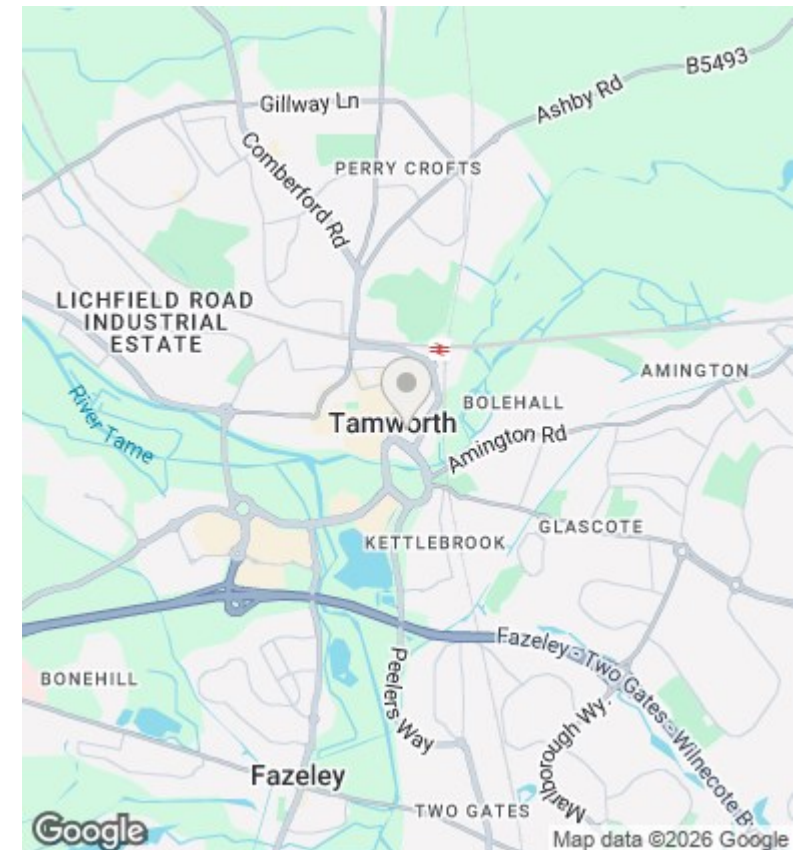 B5493
Ashby Rd
Gillway Ln
Comberford Rd
PERRY CROFTS
LICHFIELD ROAD
INDUSTRIAL
ESTATE
AMINGTON
River Tame
BOLEHALL
Tamworth
Amington Rd
GLASCOTE
KETTLEBROOK
Fazeley - Two Gates - Wilnecote B
BONEHILL
Peelers Way
Marlborough Wy.
Fazeley
TWO GATES
Google
Map data ©2026 Google